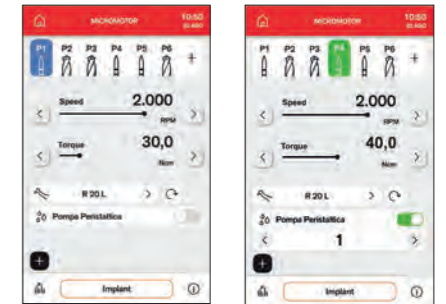 MICROMOTOR 10:50
P1 P2 P3 P4 P5 P6 +
Speed 2.000
RPM
Torque 30,0
Ncm
R 20 L
Pompa Peristaltica
Implant
MICROMOTOR 10:50
P1 P2 P3 P4 P5 P6 +
Speed 2.000
RPM
Torque 40,0
Ncm
R 20 L
Pompa Peristaltica
1
Implant